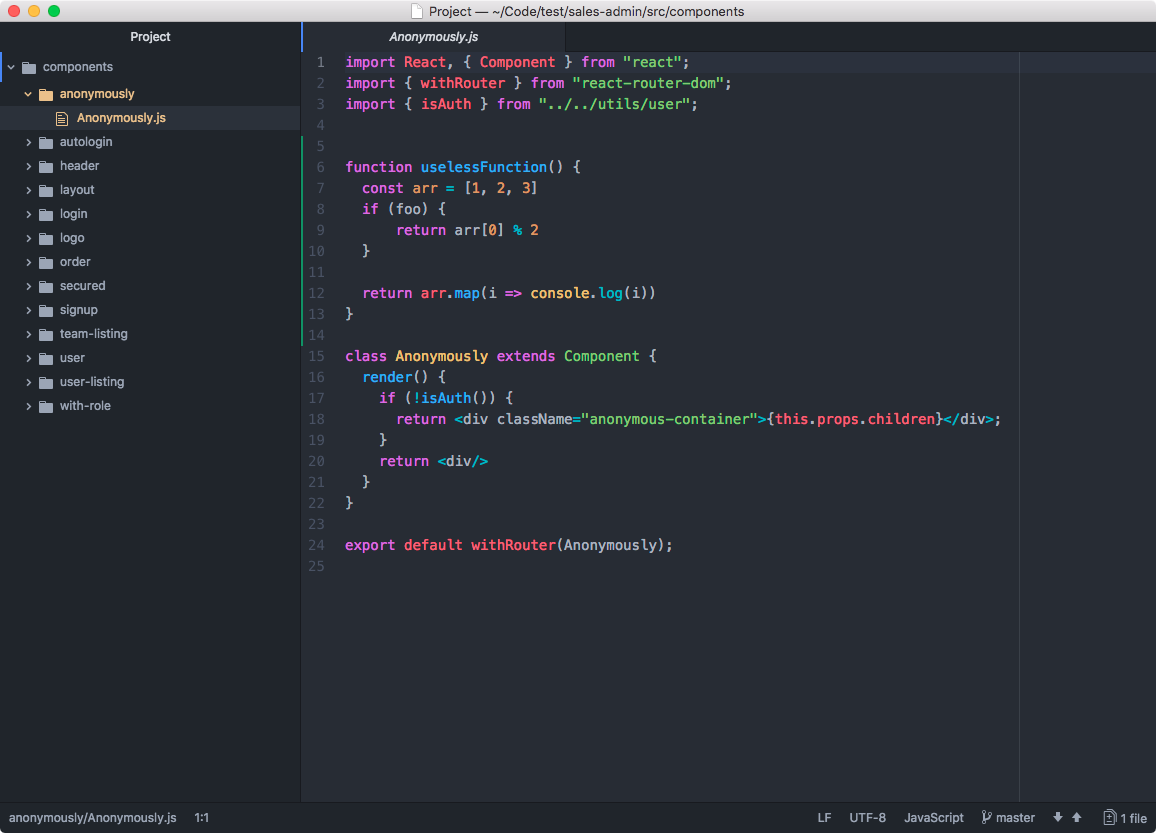 Project — ~/Code/test/sales-admin/src/components
Project
components
anonymously
Anonymously.js
autologin
header
layout
login
logo
order
secured
signup
team-listing
user
user-listing
with-role
Anonymously.js
1 import React, { Component } from "react";
2 import { withRouter } from "react-router-dom";
3 import { isAuth } from "../../utils/user";
4
5
6 function uselessFunction() {
7 const arr = [1, 2, 3]
8 if (foo) {
9 return arr[0] % 2
10 }
11
12 return arr.map(i => console.log(i))
13 }
14
15 class Anonymously extends Component {
16 render() {
17 if (!isAuth()) {
18 return <div className="anonymous-container">{this.props.children}</div>;
19 }
20 return <div/>
21 }
22 }
23
24 export default withRouter(Anonymously);
25
anonymously/Anonymously.js 1:1 LF UTF-8 JavaScript master 1 file